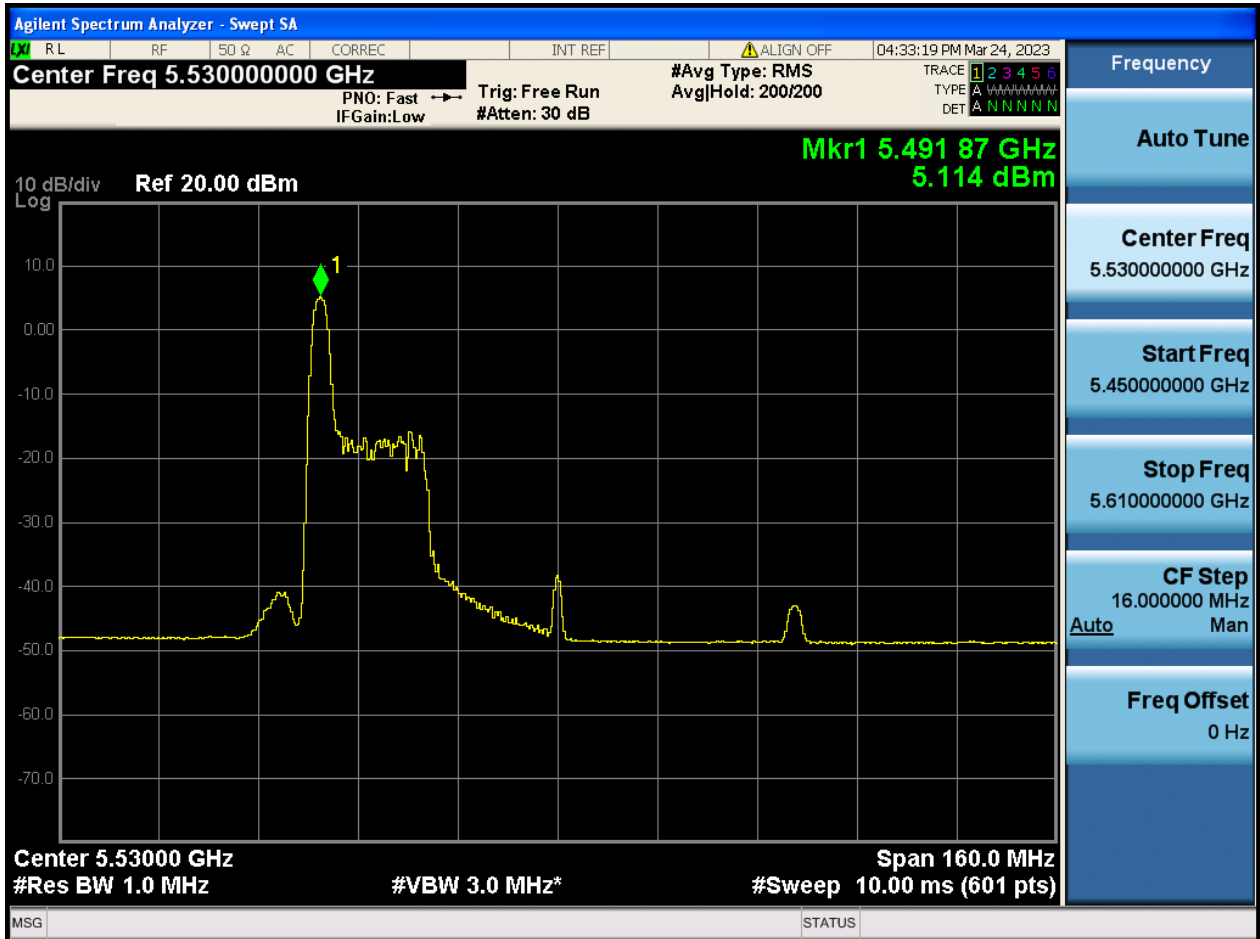 Agilent Spectrum Analyzer - Swept SA
LXI RL RF 50 Ω AC CORREC INT REF ALIGN OFF 04:33:19 PM Mar 24, 2023
Center Freq 5.530000000 GHz
PNO: Fast
IFGain:Low
Trig: Free Run
#Atten: 30 dB
#Avg Type: RMS
Avg|Hold: 200/200
TRACE 1 2 3 4 5 6
TYPE A WWWWWW
DET A N N N N N
Mkr1 5.491 87 GHz
5.114 dBm
10 dB/div Ref 20.00 dBm
Log
1
10.0
0.00
-10.0
-20.0
-30.0
-40.0
-50.0
-60.0
-70.0
Center 5.53000 GHz Span 160.0 MHz
#Res BW 1.0 MHz #VBW 3.0 MHz* #Sweep 10.00 ms (601 pts)
MSG STATUS
Frequency
Auto Tune
Center Freq
5.530000000 GHz
Start Freq
5.450000000 GHz
Stop Freq
5.610000000 GHz
CF Step
16.000000 MHz
Auto Man
Freq Offset
0 Hz